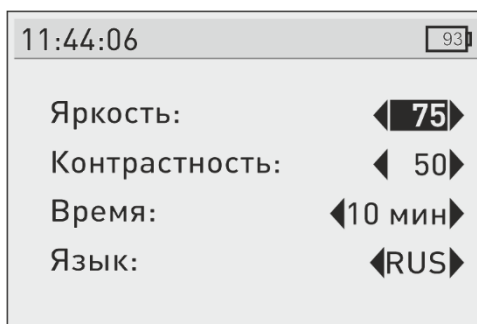 11:44:06 93
Яркость: 75
Контрастность: 50
Время: 10 мин
Язык: RUS